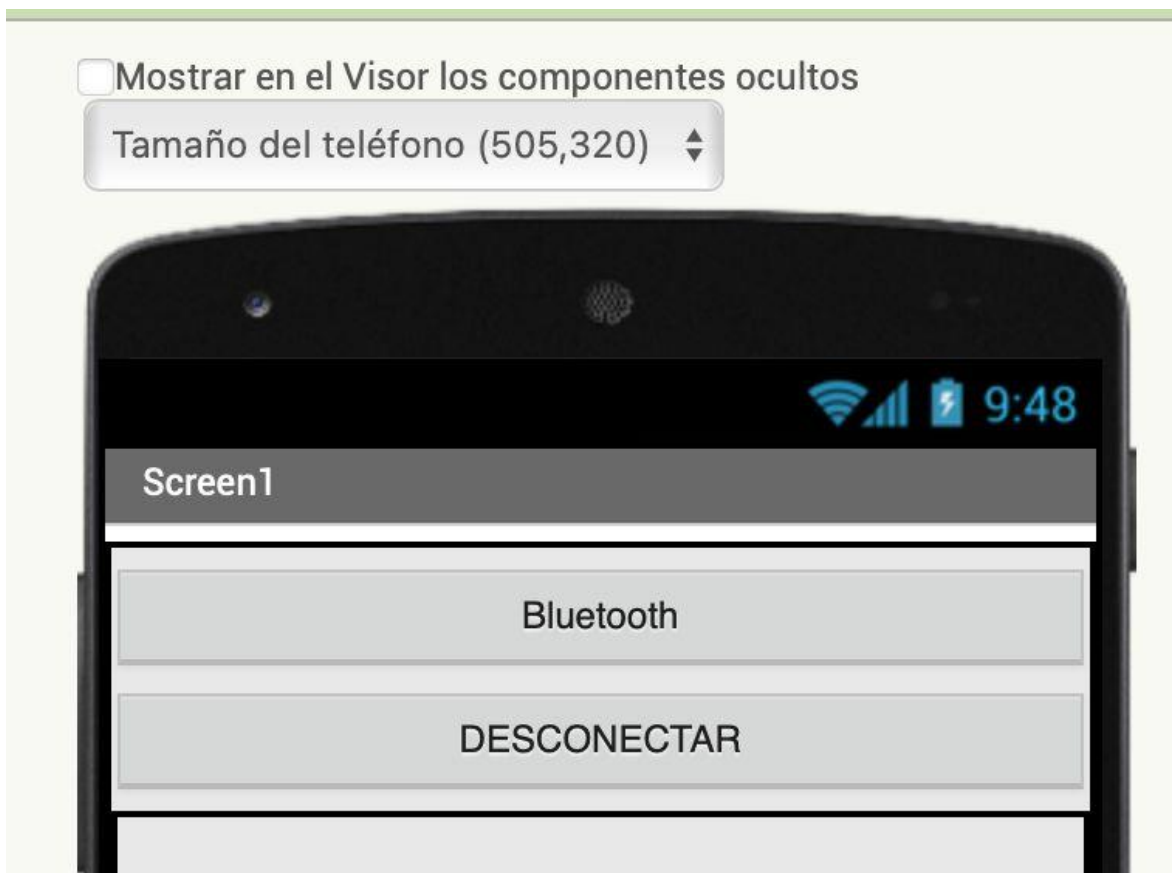 Mostrar en el Visor los componentes ocultos
Tamaño del teléfono (505,320)
9:48
Screen1
Bluetooth
DESCONECTAR